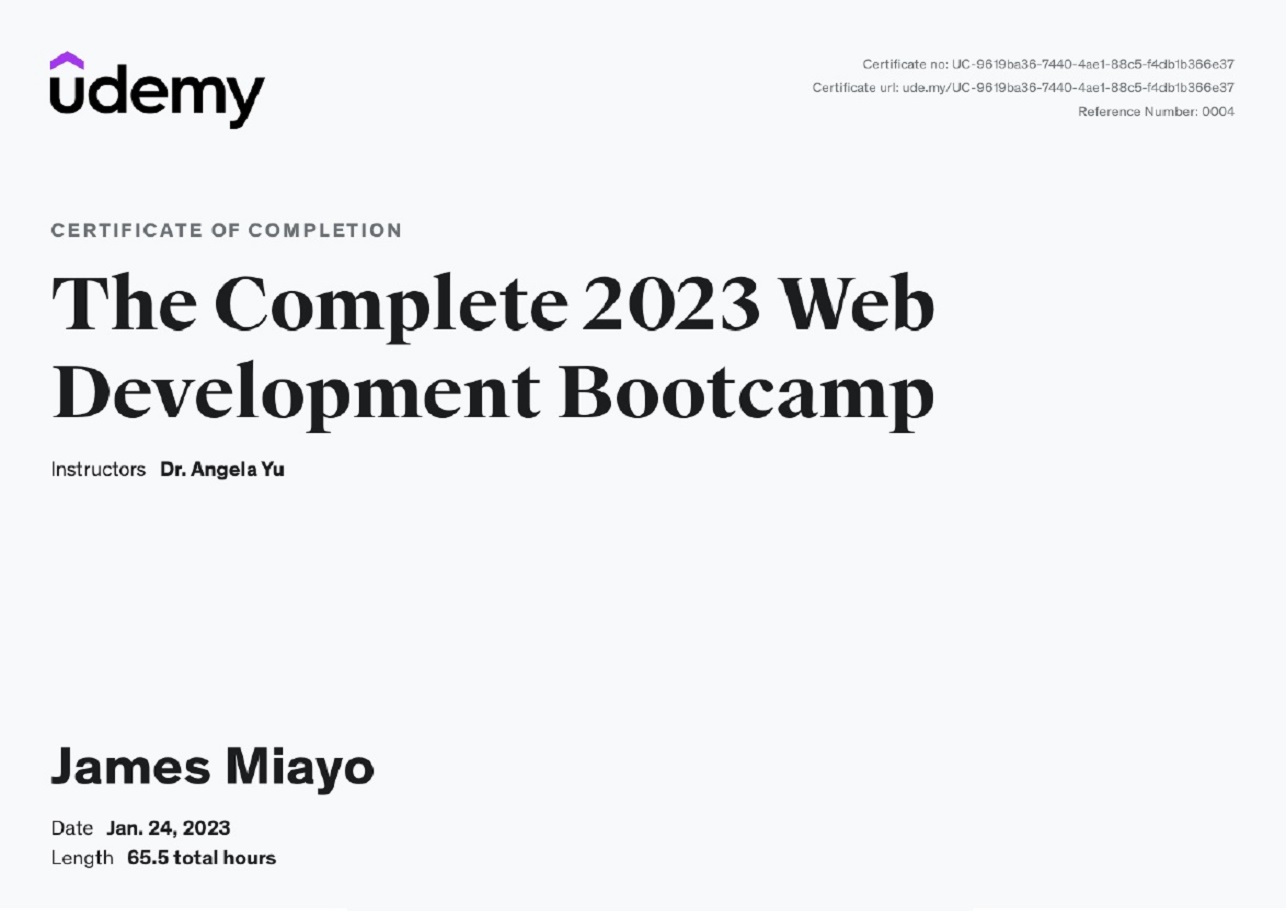 udemy
Certificate no: UC-9619ba36-7440-4ae1-88c5-f4db1b366e37
Certificate url: ude.my/UC-9619ba36-7440-4ae1-88c5-f4db1b366e37
Reference Number: 0004
CERTIFICATE OF COMPLETION
The Complete 2023 Web
Development Bootcamp
Instructors Dr. Angela Yu
James Miayo
Date Jan. 24, 2023
Length 65.5 total hours